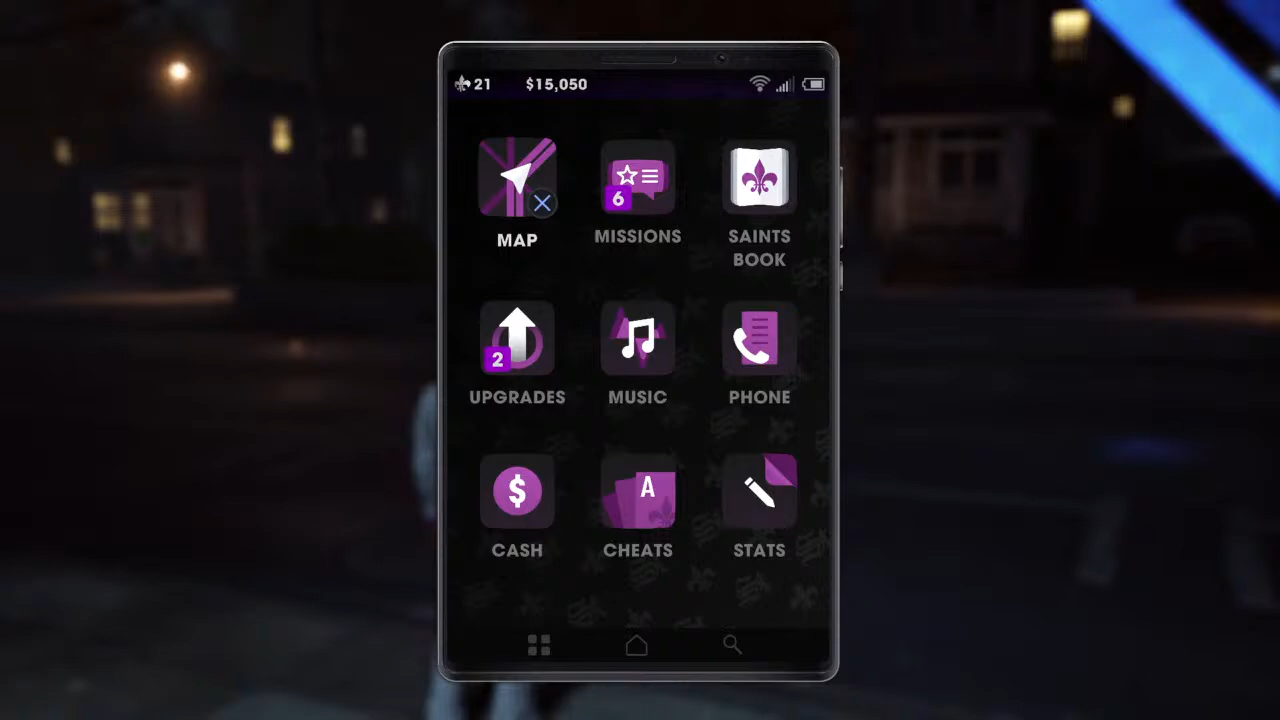 21 $15,050
MAP
6
MISSIONS
SAINTS
BOOK
2
UPGRADES
MUSIC
PHONE
$
CASH
A
CHEATS
STATS